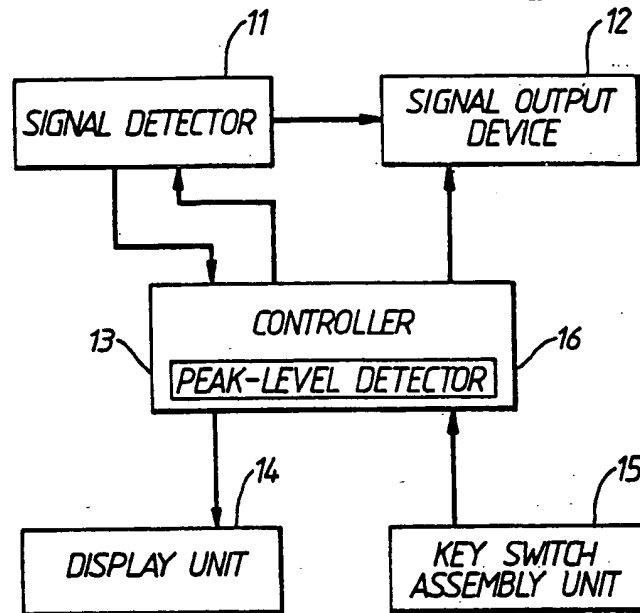 11
12
SIGNAL DETECTOR
SIGNAL OUTPUT
DEVICE
CONTROLLER
13
16
PEAK-LEVEL DETECTOR
14
15
DISPLAY UNIT
KEY SWITCH
ASSEMBLY UNIT